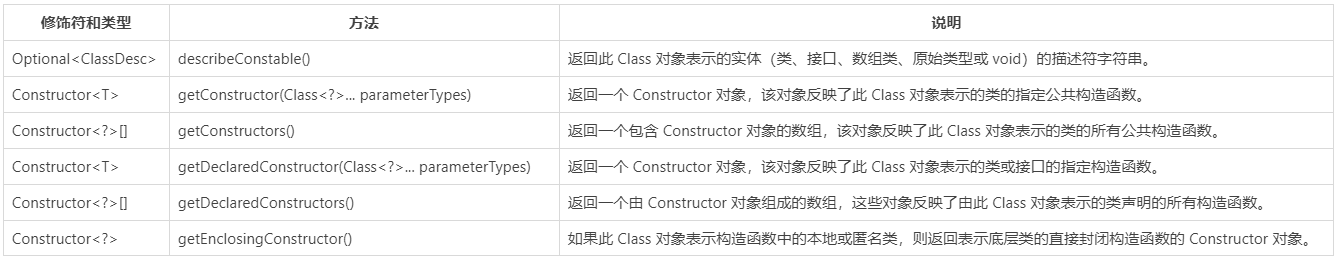 修饰符和类型 方法 说明
Optional<ClassDesc> describeConstable() 返回此 Class 对象表示的实体（类、接口、数组类、原始类型或 void）的描述符字符串。
Constructor<T> getConstructor(Class<?>... parameterTypes) 返回一个 Constructor 对象，该对象反映了此 Class 对象表示的类的指定公共构造函数。
Constructor<?>[] getConstructors() 返回一个包含 Constructor 对象的数组，该对象反映了此 Class 对象表示的类的所有公共构造函数。
Constructor<T> getDeclaredConstructor(Class<?>... parameterTypes) 返回一个 Constructor 对象，该对象反映了此 Class 对象表示的类或接口的指定构造函数。
Constructor<?>[] getDeclaredConstructors() 返回一个由 Constructor 对象组成的数组，这些对象反映了由此 Class 对象表示的类声明的所有构造函数。
Constructor<?> getEnclosingConstructor() 如果此 Class 对象表示构造函数中的本地或匿名类，则返回表示底层类的直接封闭构造函数的 Constructor 对象。